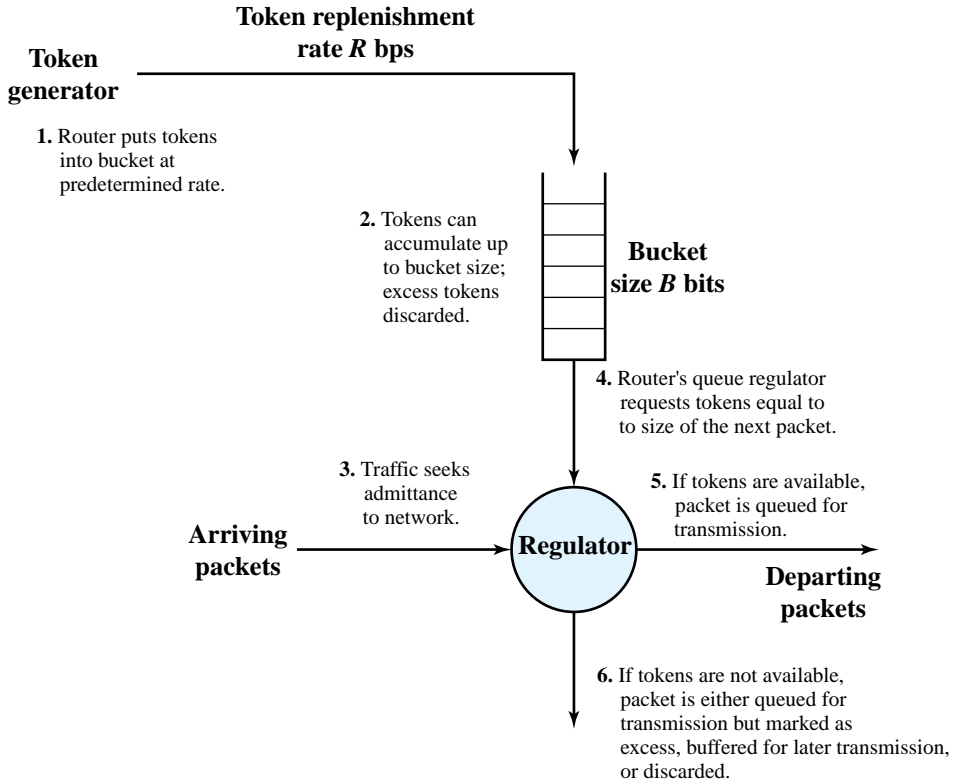 Token replenishment
rate R bps
Token
generator
1. Router puts tokens
into bucket at
predetermined rate.
2. Tokens can
accumulate up
to bucket size;
excess tokens
discarded.
Bucket
size B bits
4. Router's queue regulator
requests tokens equal to
to size of the next packet.
3. Traffic seeks
admittance
to network.
5. If tokens are available,
packet is queued for
transmission.
Arriving
packets
Regulator
Departing
packets
6. If tokens are not available,
packet is either queued for
transmission but marked as
excess, buffered for later transmission,
or discarded.